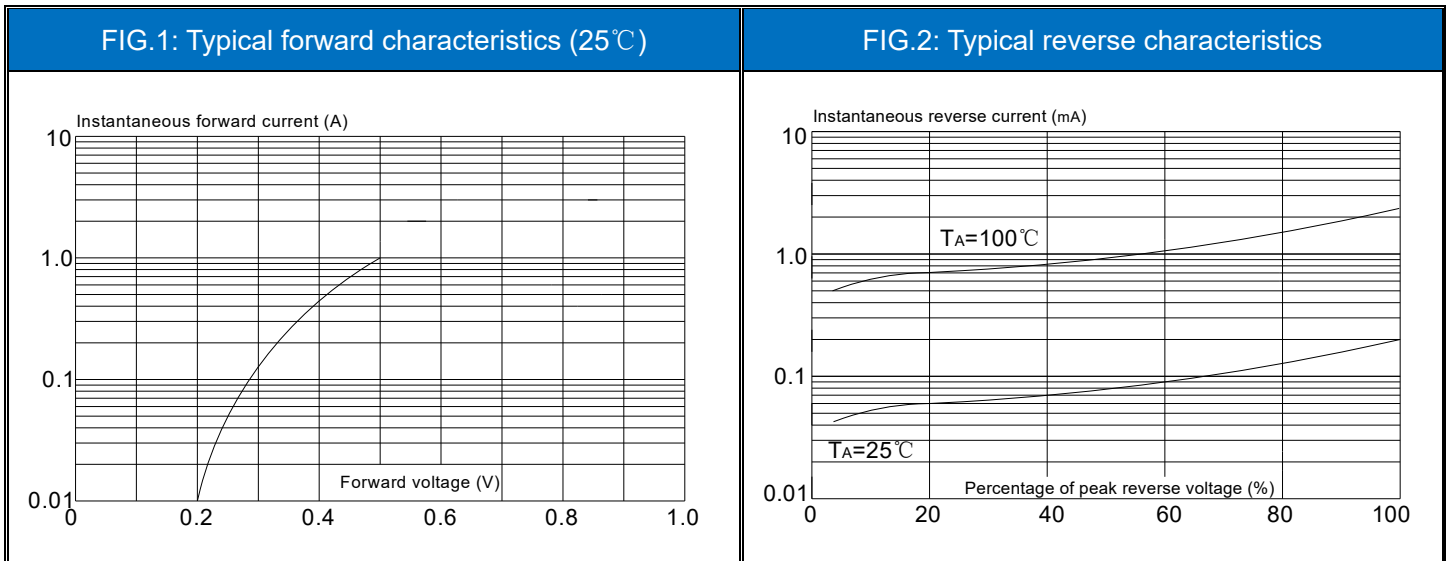 FIG.1: Typical forward characteristics (25℃)
Instantaneous forward current (A)
10
1.0
0.1
0.01
Forward voltage (V)
0
0.2
0.4
0.6
0.8
1.0
FIG.2: Typical reverse characteristics
Instantaneous reverse current (mA)
10
TA=100℃
1.0
0.1
TA=25℃
0.01
Percentage of peak reverse voltage (%)
0
20
40
60
80
100